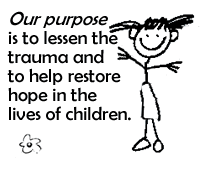 Our purpose
is to lessen the
trauma and
to help restore
hope in the
lives of children.